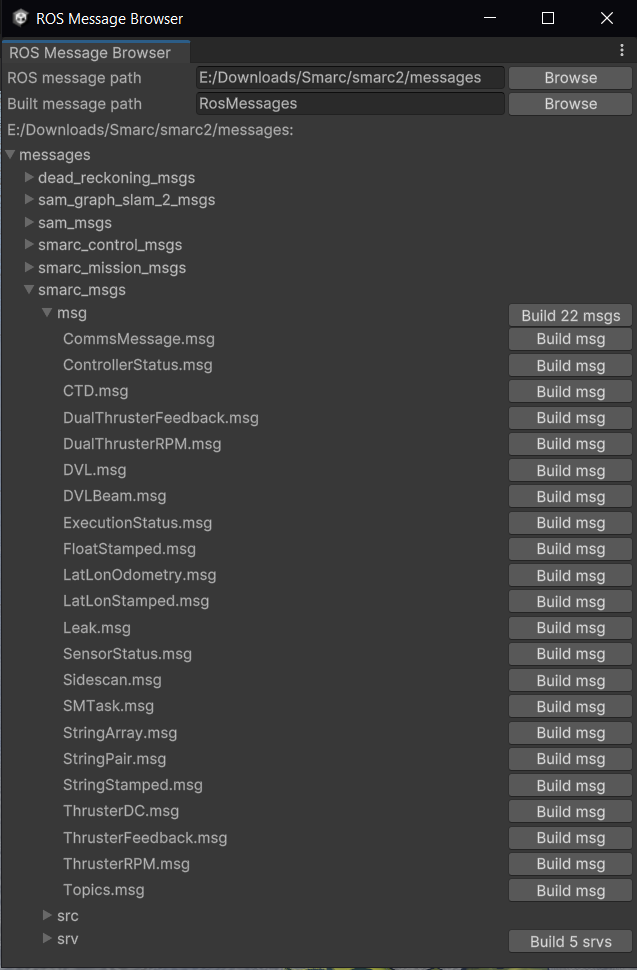 ROS Message Browser
ROS Message Browser
ROS message path E:/Downloads/Smarc/smarc2/messages Browse
Built message path RosMessages Browse
E:/Downloads/Smarc/smarc2/messages:
messages
dead_reckoning_msgs
sam_graph_slam_2_msgs
sam_msgs
smarc_control_msgs
smarc_mission_msgs
smarc_msgs
msg Build 22 msgs
CommsMessage.msg Build msg
ControllerStatus.msg Build msg
CTD.msg Build msg
DualThrusterFeedback.msg Build msg
DualThrusterRPM.msg Build msg
DVL.msg Build msg
DVLBeam.msg Build msg
ExecutionStatus.msg Build msg
FloatStamped.msg Build msg
LatLonOdometry.msg Build msg
LatLonStamped.msg Build msg
Leak.msg Build msg
SensorStatus.msg Build msg
Sidescan.msg Build msg
SMTask.msg Build msg
StringArray.msg Build msg
StringPair.msg Build msg
StringStamped.msg Build msg
ThrusterDC.msg Build msg
ThrusterFeedback.msg Build msg
ThrusterRPM.msg Build msg
Topics.msg Build msg
src
srv Build 5 srvs